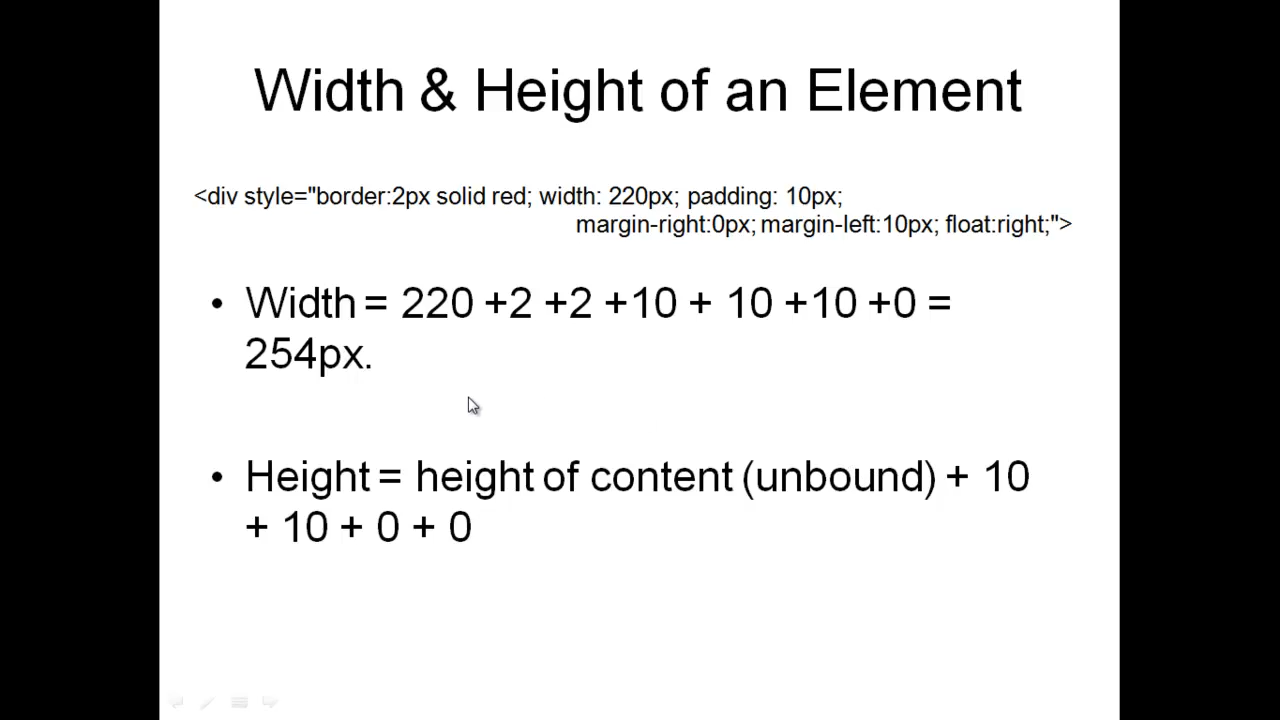 Width & Height of an Element
<div style="border:2px solid red; width: 220px; padding: 10px;
margin-right:0px; margin-left:10px; float:right;">
• Width = 220 +2 +2 +10 + 10 +10 +0 =
254px.
• Height = height of content (unbound) + 10
+ 10 + 0 + 0